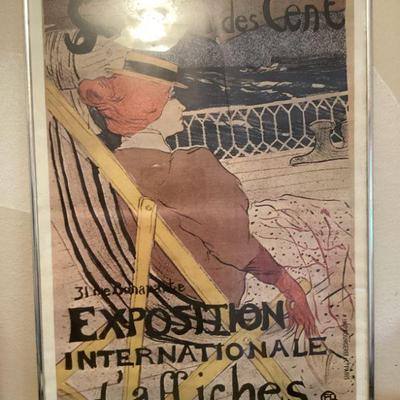 des Cent
31 rue Bonaparte
EXPOSITION
INTERNATIONALE
d'affiches